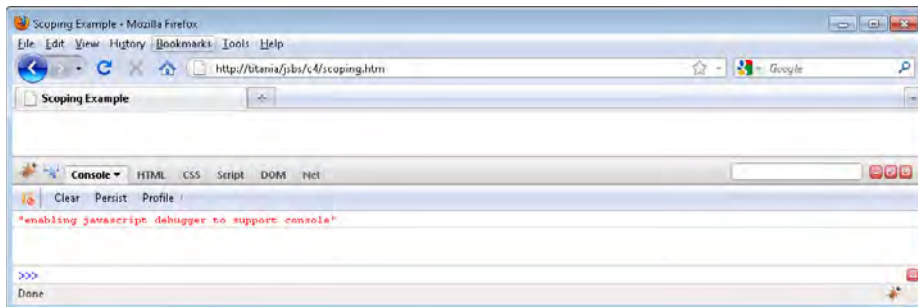 Scoping Example - Mozilla Firefox
File Edit View History Bookmarks Tools Help
http://titania/jsbs/c4/scoping.htm
Google
Scoping Example
Console HTML CSS Script DOM Net
Clear Persist Profile
"enabling javascript debugger to support console"
>>>
Done